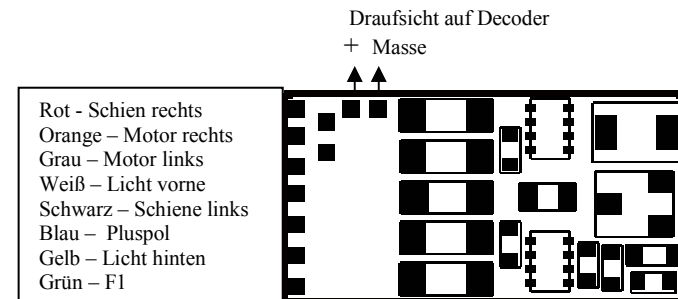 Draufsicht auf Decoder
+ Masse
Rot - Schien rechts
Orange – Motor rechts
Grau – Motor links
Weiß – Licht vorne
Schwarz – Schiene links
Blau – Pluspol
Gelb – Licht hinten
Grün – F1